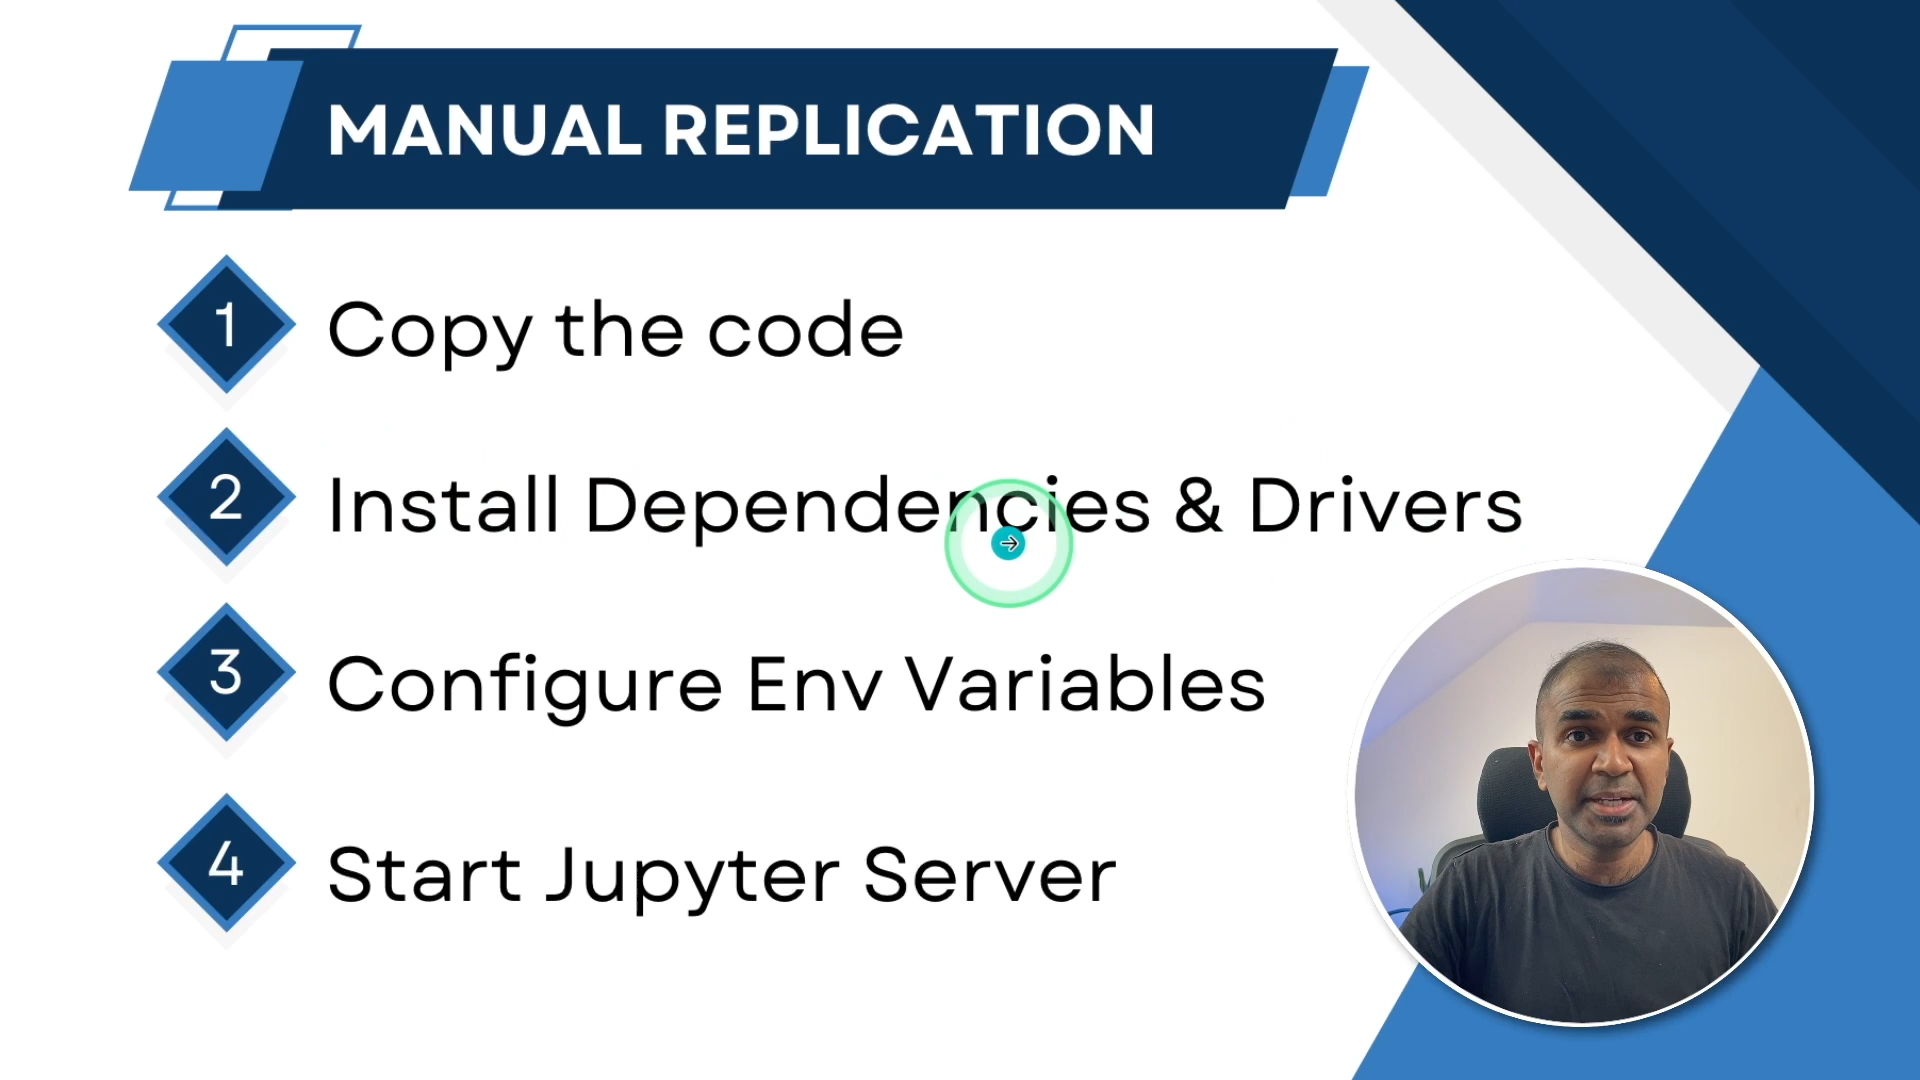 MANUAL REPLICATION
1 Copy the code
2 Install Dependencies & Drivers
3 Configure Env Variables
4 Start Jupyter Server